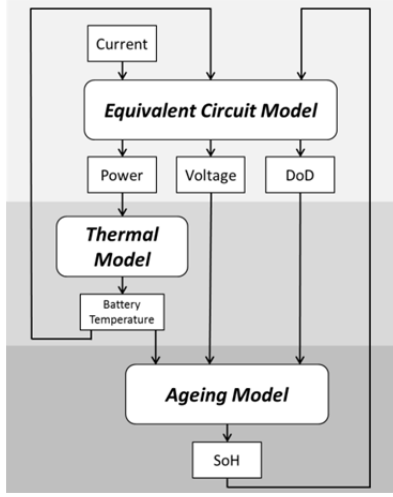 Current
Equivalent Circuit Model
Power
Voltage
DoD
Thermal
Model
Battery
Temperature
Ageing Model
SoH